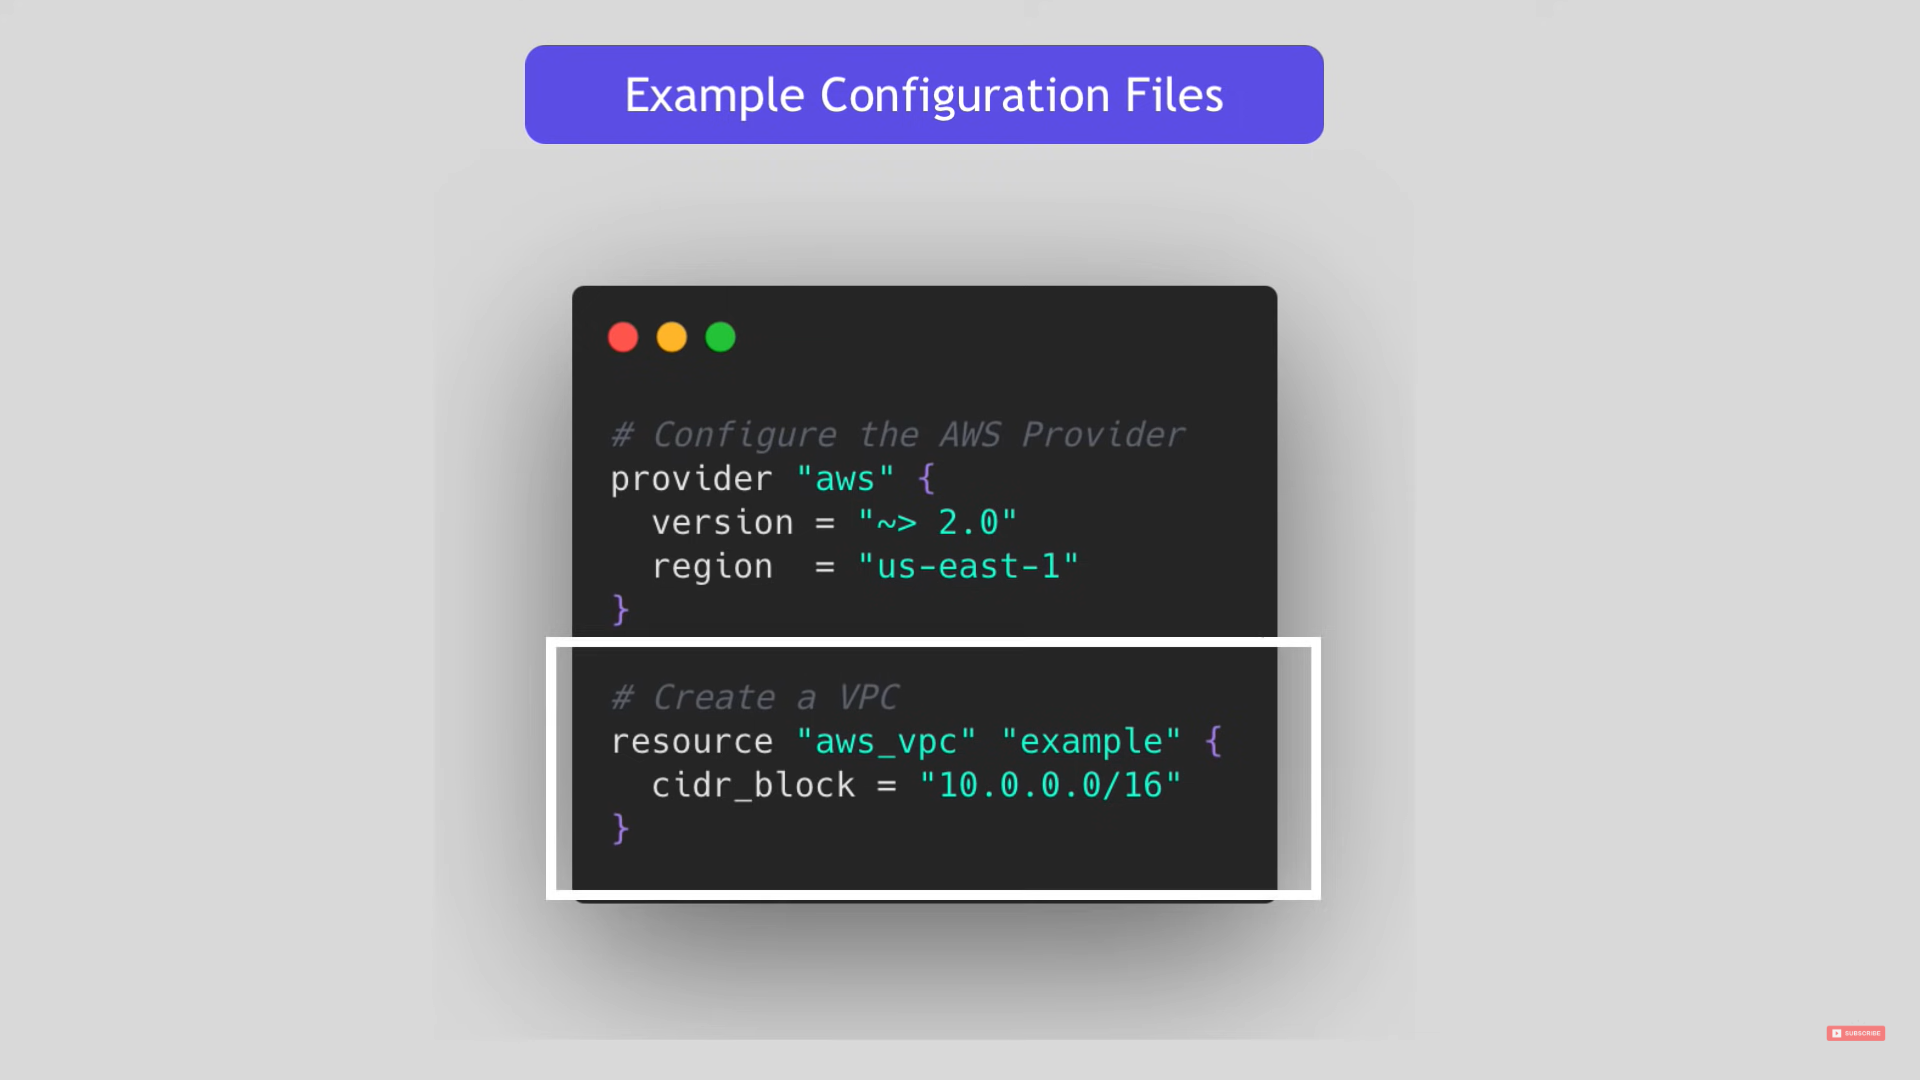 Example Configuration Files
# Configure the AWS Provider
provider "aws" {
  version = "~> 2.0"
  region  = "us-east-1"
}
# Create a VPC
resource "aws_vpc" "example" {
  cidr_block = "10.0.0.0/16"
}
SUBSCRIBE